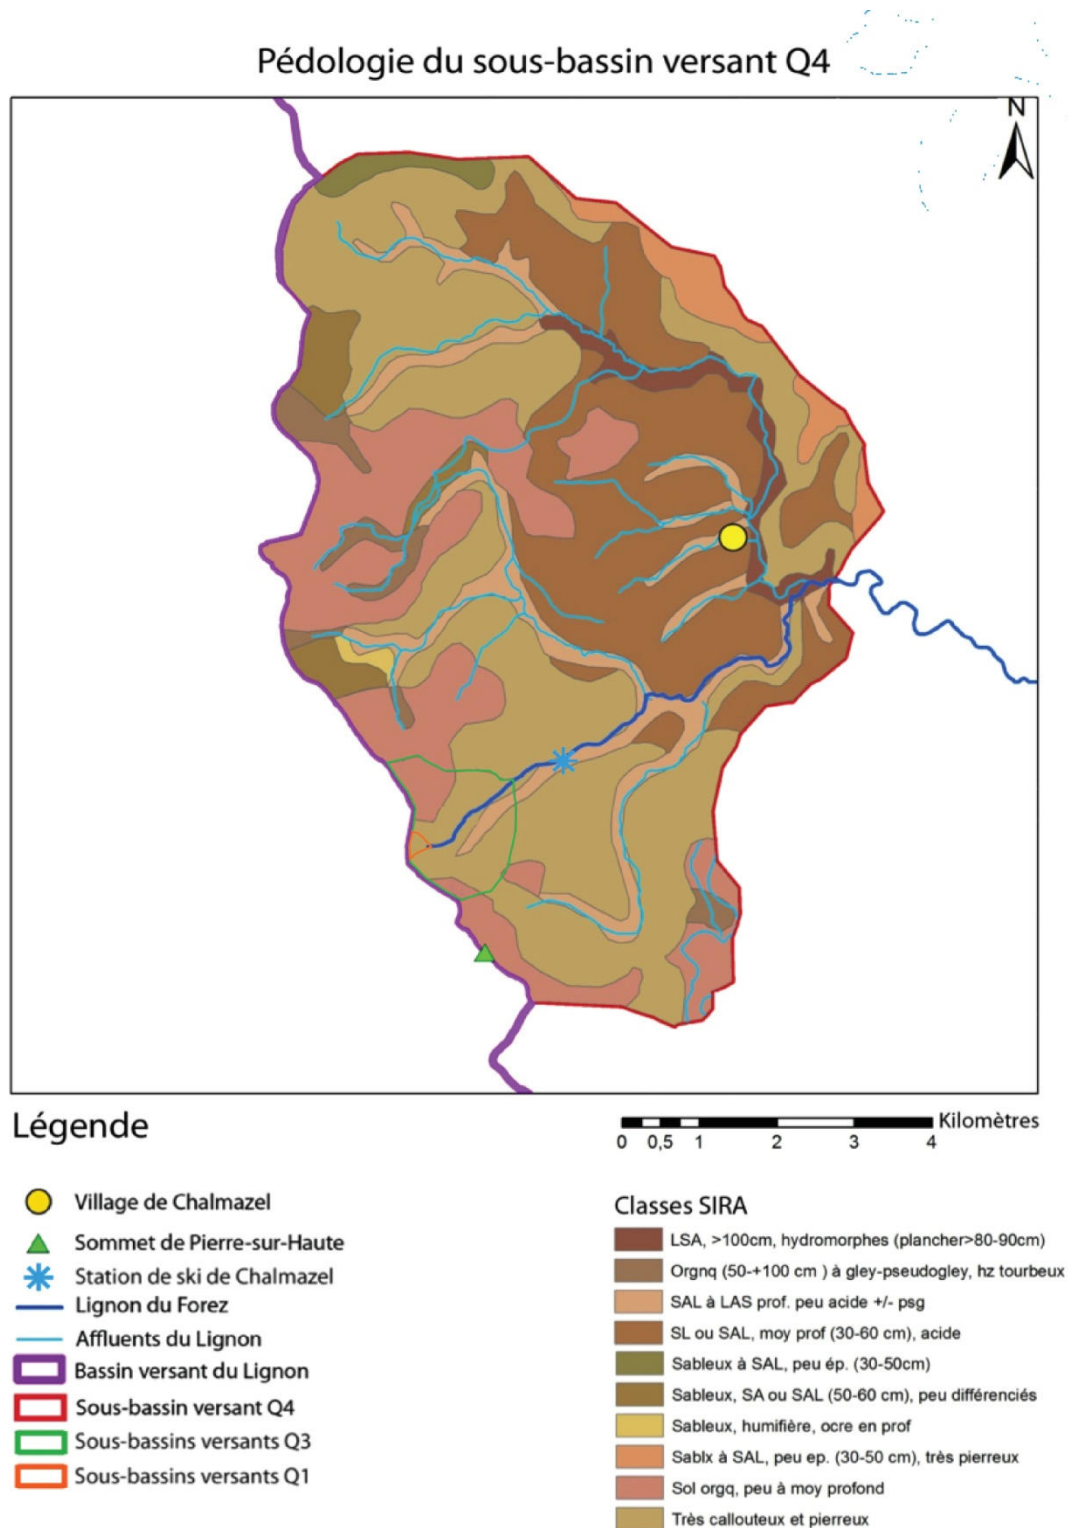 Pédologie du sous-bassin versant Q4
N
Légende
Kilomètres
0 0,5 1 2 3 4
Village de Chalmazel
Sommet de Pierre-sur-Haute
Station de ski de Chalmazel
Lignon du Forez
Affluents du Lignon
Bassin versant du Lignon
Sous-bassin versant Q4
Sous-bassins versants Q3
Sous-bassins versants Q1
Classes SIRA
LSA, >100cm, hydromorphes (plancher>80-90cm)
Orgnq (50-+100 cm ) à gley-pseudogley, hz tourbeux
SAL à LAS prof. peu acide +/- psg
SL ou SAL, moy prof (30-60 cm), acide
Sableux à SAL, peu ép. (30-50cm)
Sableux, SA ou SAL (50-60 cm), peu différenciés
Sableux, humifière, ocre en prof
Sablx à SAL, peu ep. (30-50 cm), très pierreux
Sol orgq, peu à moy profond
Très callouteux et pierreux